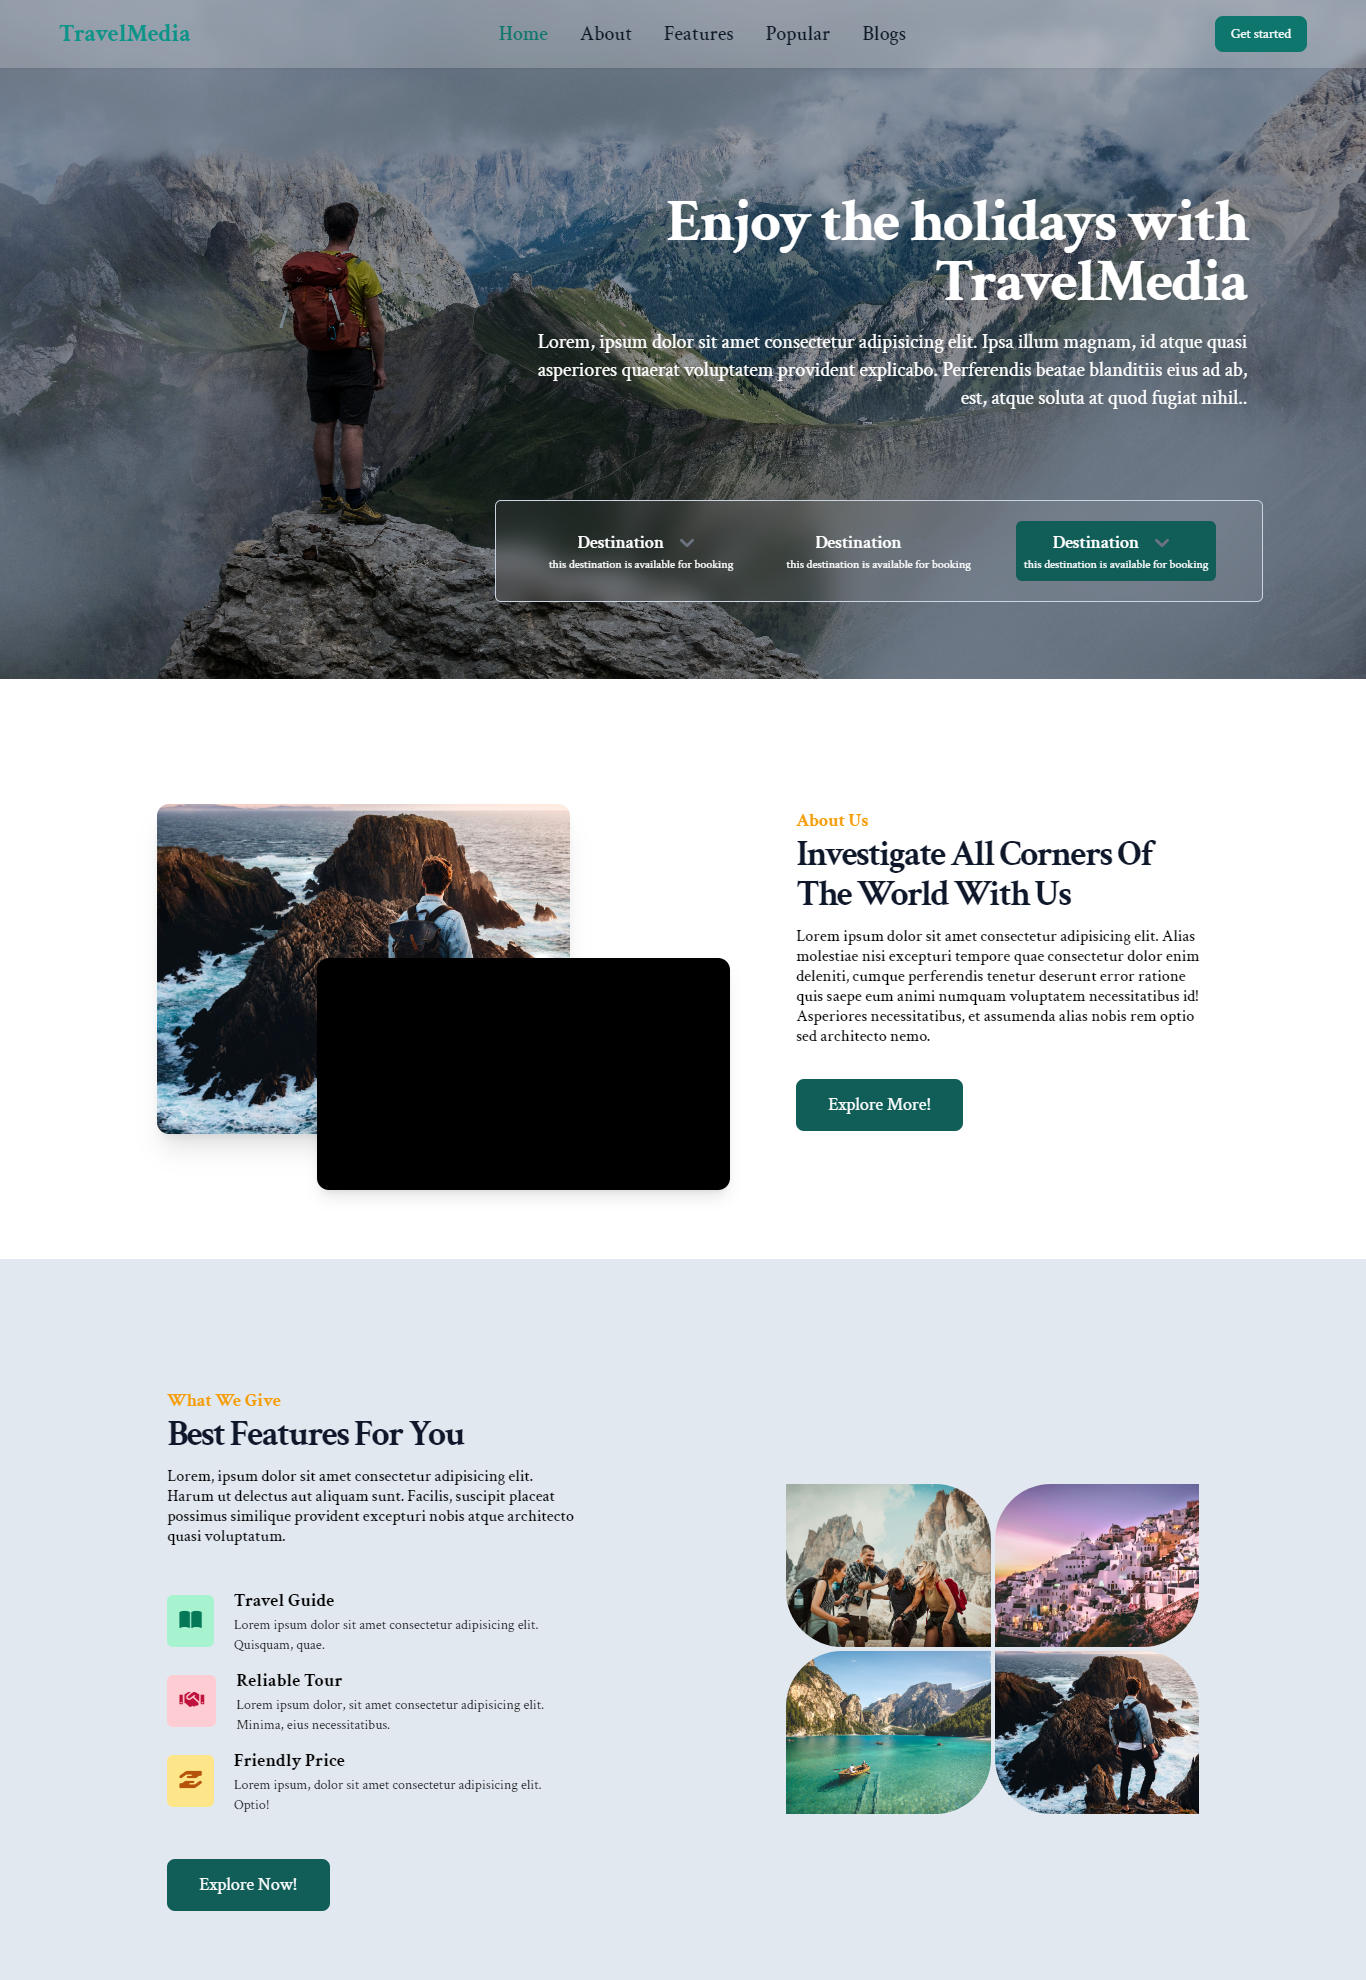 TravelMedia
Home About Features Popular Blogs
Get started
Enjoy the holidays with
TravelMedia
Lorem, ipsum dolor sit amet consectetur adipisicing elit. Ipsa illum magnam, id atque quasi
asperiores quaerat voluptatem provident explicabo. Perferendis beatae blanditiis eius ad ab,
est, atque soluta at quod fugiat nihil..
Destination
this destination is available for booking
Destination
this destination is available for booking
Destination
this destination is available for booking
About Us
Investigate All Corners Of
The World With Us
Lorem ipsum dolor sit amet consectetur adipisicing elit. Alias
molestiae nisi excepturi tempore quae consectetur dolor enim
deleniti, cumque perferendis tenetur deserunt error ratione
quis saepe eum animi numquam voluptatem necessitatibus id!
Asperiores necessitatibus, et assumenda alias nobis rem optio
sed architecto nemo.
Explore More!
What We Give
Best Features For You
Lorem, ipsum dolor sit amet consectetur adipisicing elit.
Harum ut delectus aut aliquam sunt. Facilis, suscipit placeat
possimus similique provident excepturi nobis atque architecto
quasi voluptatum.
Travel Guide
Lorem ipsum dolor sit amet consectetur adipisicing elit.
Quisquam, quae.
Reliable Tour
Lorem ipsum dolor, sit amet consectetur adipisicing elit.
Minima, eius necessitatibus.
Friendly Price
Lorem ipsum, dolor sit amet consectetur adipisicing elit.
Optio!
Explore Now!